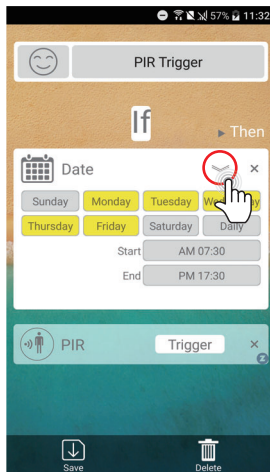 57% 11:32
PIR Trigger
If
▸ Then
Date
Sunday Monday Tuesday
Thursday Friday Saturday Daily
Start AM 07:30
End PM 17:30
PIR Trigger
Save Delete